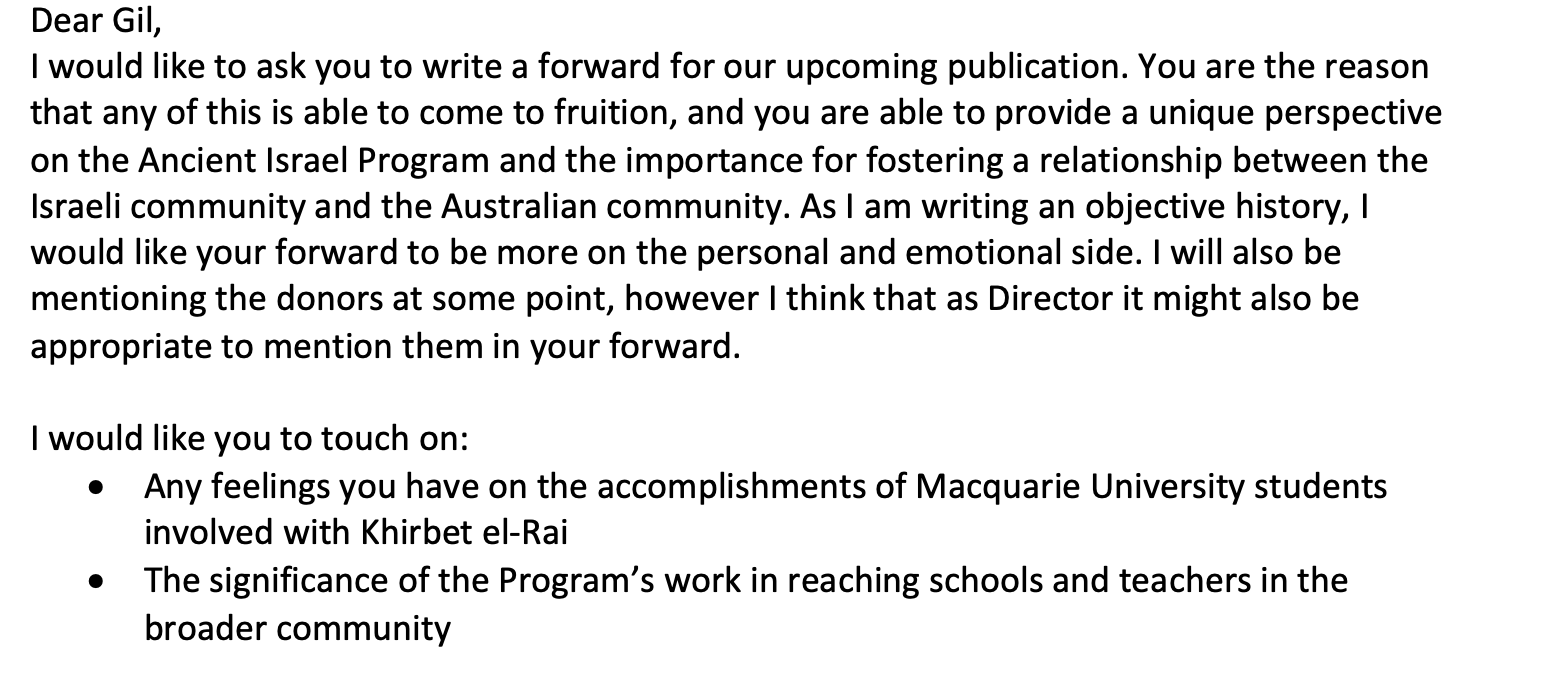 Dear Gil,
I would like to ask you to write a forward for our upcoming publication. You are the reason
that any of this is able to come to fruition, and you are able to provide a unique perspective
on the Ancient Israel Program and the importance for fostering a relationship between the
Israeli community and the Australian community. As I am writing an objective history, I
would like your forward to be more on the personal and emotional side. I will also be
mentioning the donors at some point, however I think that as Director it might also be
appropriate to mention them in your forward.
I would like you to touch on:
• Any feelings you have on the accomplishments of Macquarie University students
involved with Khirbet el-Rai
• The significance of the Program’s work in reaching schools and teachers in the
broader community